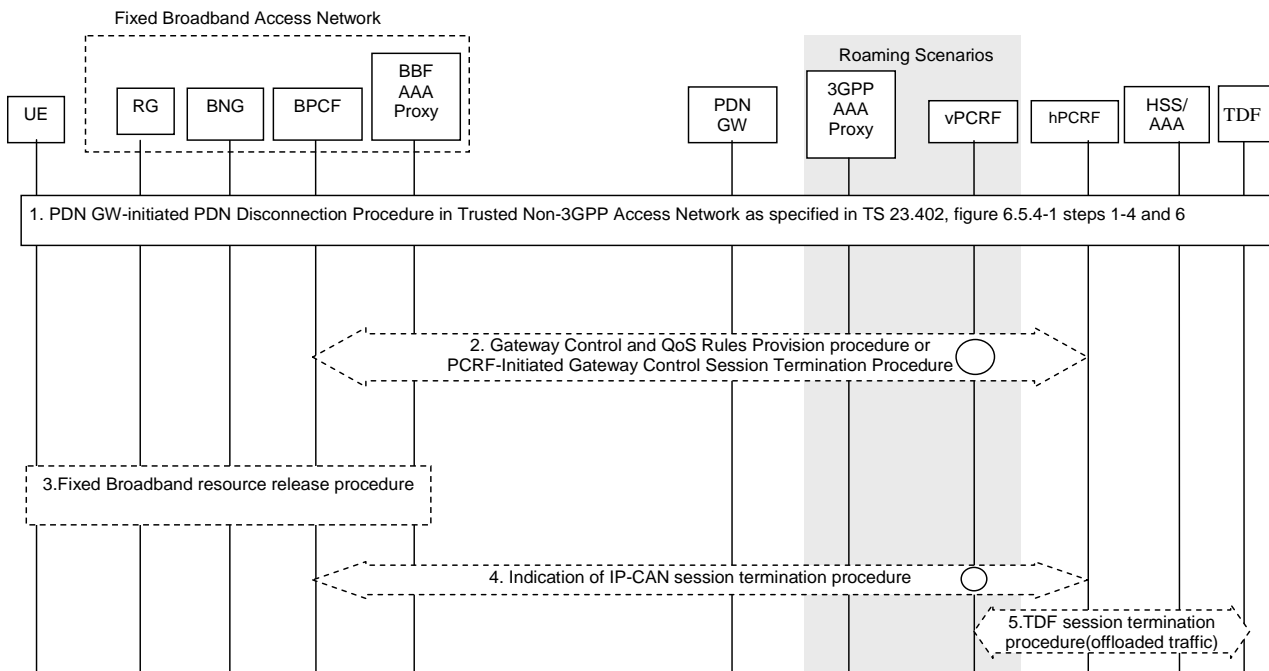 Fixed Broadband Access Network
Roaming Scenarios
UE
RG
BNG
BPCF
BBF
AAA
Proxy
PDN
GW
3GPP
AAA
Proxy
vPCRF
hPCRF
HSS/
AAA
TDF
1. PDN GW-initiated PDN Disconnection Procedure in Trusted Non-3GPP Access Network as specified in TS 23.402, figure 6.5.4-1 steps 1-4 and 6
2. Gateway Control and QoS Rules Provision procedure or
PCRF-Initiated Gateway Control Session Termination Procedure
3.Fixed Broadband resource release procedure
4. Indication of IP-CAN session termination procedure
5.TDF session termination
procedure(offloaded traffic)